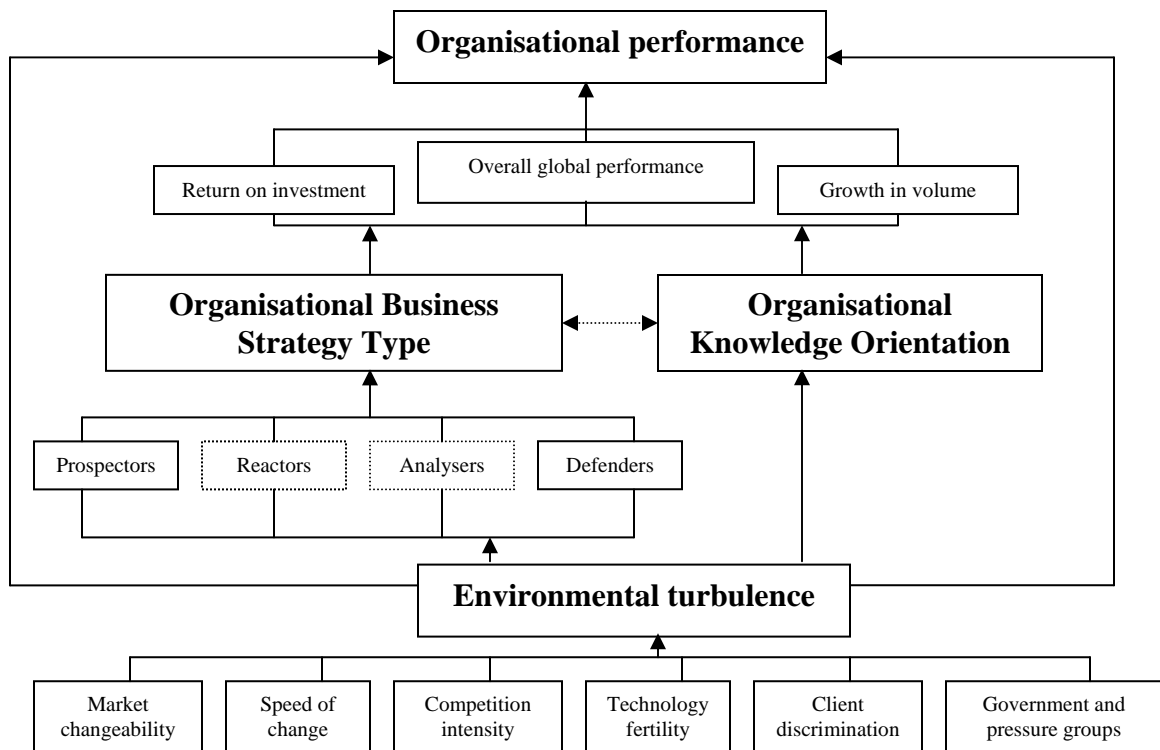 Organisational performance
Overall global performance
Return on investment
Growth in volume
Organisational Business
Strategy Type
Organisational
Knowledge Orientation
Prospectors
Reactors
Analysers
Defenders
Environmental turbulence
Market
changeability
Speed of
change
Competition
intensity
Technology
fertility
Client
discrimination
Government and
pressure groups